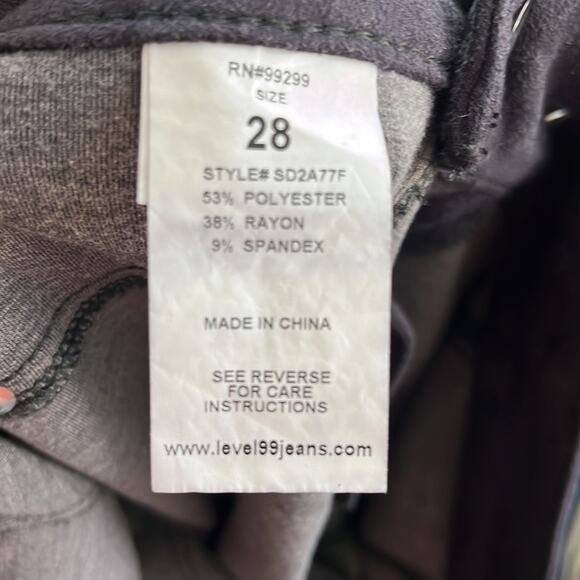 RN#99299
SIZE
28
STYLE# SD2A77F
53% POLYESTER
38% RAYON
9% SPANDEX
MADE IN CHINA
SEE REVERSE
FOR CARE
INSTRUCTIONS
www.level99jeans.com